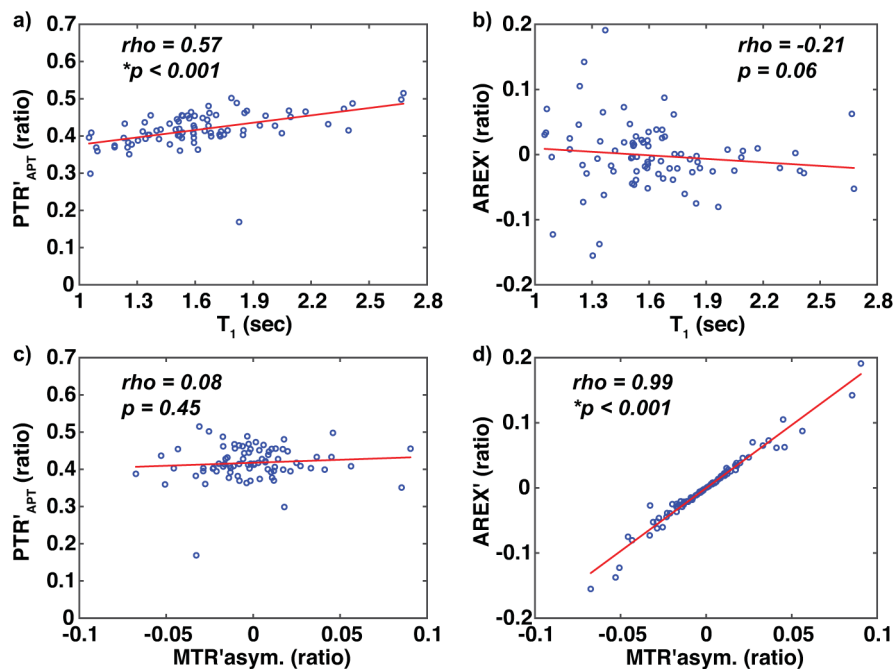 a)
rho = 0.57
*p < 0.001
PTR'APT (ratio)
0.7
0.6
0.5
0.4
0.3
0.2
0.1
0
1 1.3 1.6 1.9 2.2 2.5 2.8
T1 (sec)
b)
rho = -0.21
p = 0.06
AREX' (ratio)
0.2
0.1
0
-0.1
-0.2
1 1.3 1.6 1.9 2.2 2.5 2.8
T1 (sec)
c)
rho = 0.08
p = 0.45
PTR'APT (ratio)
0.7
0.6
0.5
0.4
0.3
0.2
0.1
0
-0.1 -0.05 0 0.05 0.1
MTR'asym. (ratio)
d)
rho = 0.99
*p < 0.001
AREX' (ratio)
0.2
0.1
0
-0.1
-0.2
-0.1 -0.05 0 0.05 0.1
MTR'asym. (ratio)